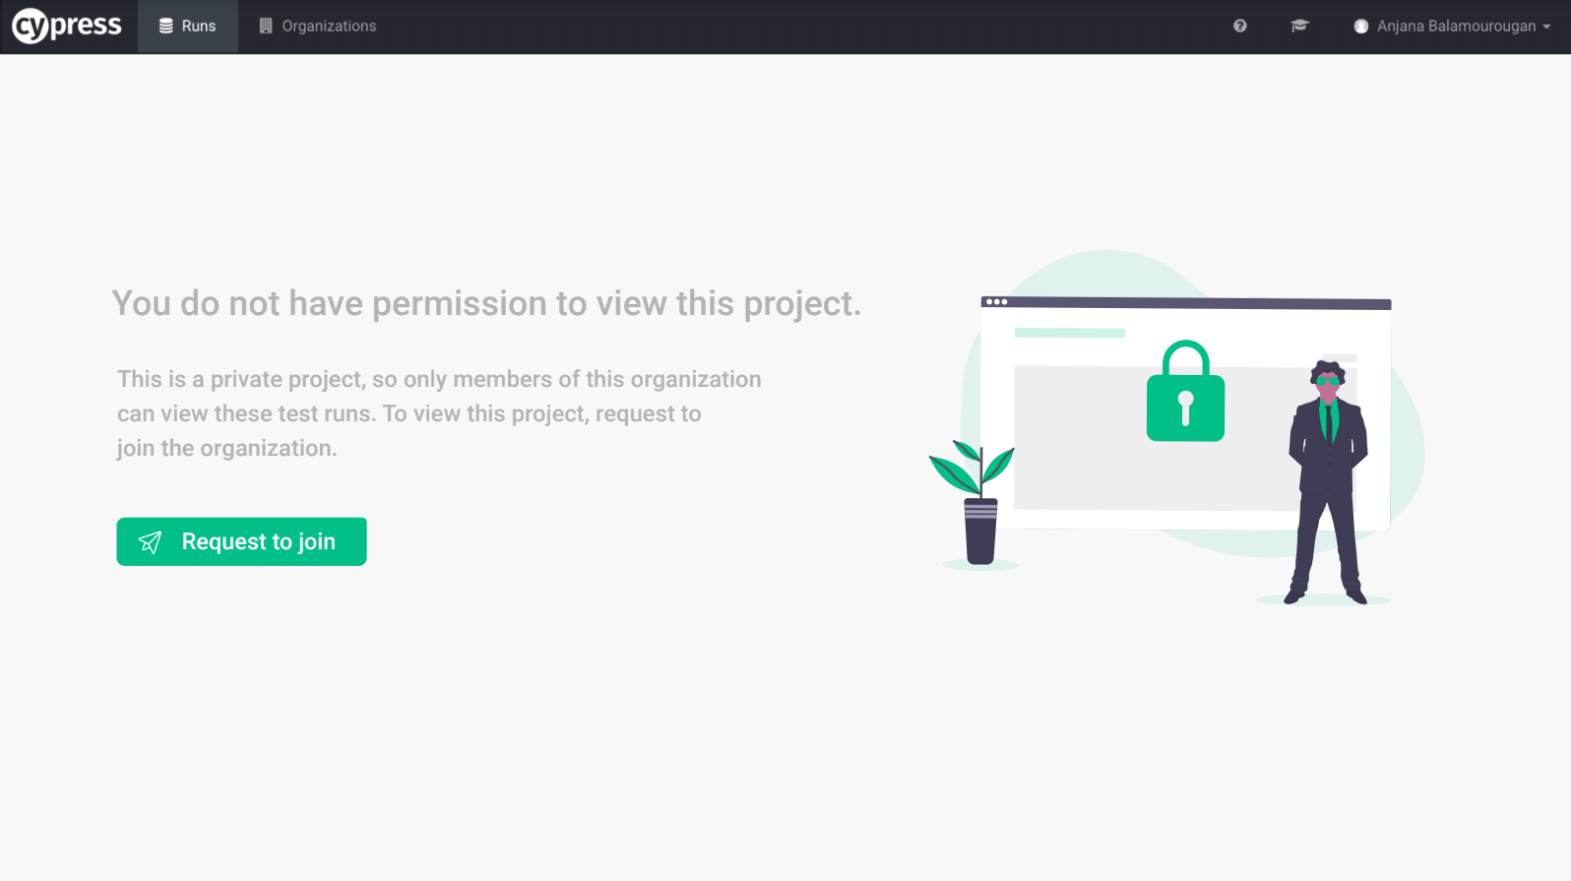 cypress
Runs
Organizations
Anjana Balamourougan
You do not have permission to view this project.
This is a private project, so only members of this organization
can view these test runs. To view this project, request to
join the organization.
Request to join